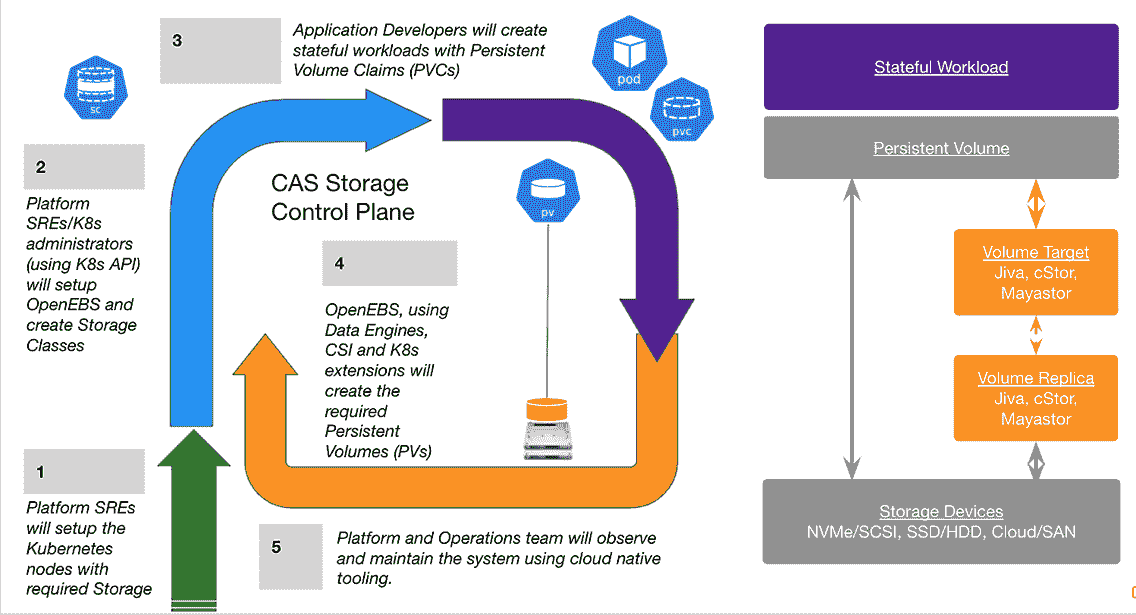 3
Application Developers will create
stateful workloads with Persistent
Volume Claims (PVCs)
pod
pvc
sc
2
Platform
SREs/K8s
administrators
(using K8s API)
will setup
OpenEBS and
create Storage
Classes
CAS Storage
Control Plane
pv
4
OpenEBS, using
Data Engines,
CSI and K8s
extensions will
create the
required
Persistent
Volumes (PVs)
1
Platform SREs
will setup the
Kubernetes
nodes with
required Storage
5
Platform and Operations team will observe
and maintain the system using cloud native
tooling.
Stateful Workload
Persistent Volume
Volume Target
Jiva, cStor,
Mayastor
Volume Replica
Jiva, cStor,
Mayastor
Storage Devices
NVMe/SCSI, SSD/HDD, Cloud/SAN